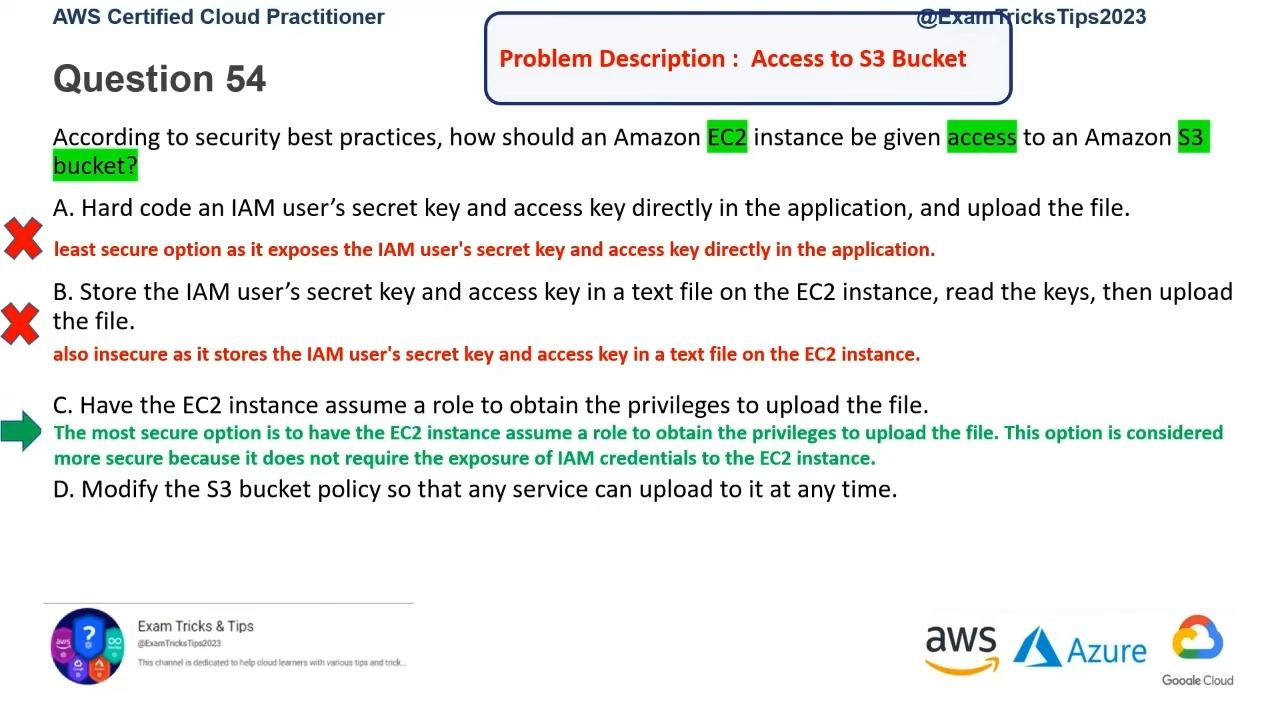 AWS Certified Cloud Practitioner
@ExamTricksTips2023
Problem Description : Access to S3 Bucket
Question 54
According to security best practices, how should an Amazon EC2 instance be given access to an Amazon S3
bucket?
A. Hard code an IAM user’s secret key and access key directly in the application, and upload the file.
least secure option as it exposes the IAM user's secret key and access key directly in the application.
B. Store the IAM user’s secret key and access key in a text file on the EC2 instance, read the keys, then upload
the file.
also insecure as it stores the IAM user's secret key and access key in a text file on the EC2 instance.
C. Have the EC2 instance assume a role to obtain the privileges to upload the file.
The most secure option is to have the EC2 instance assume a role to obtain the privileges to upload the file. This option is considered
more secure because it does not require the exposure of IAM credentials to the EC2 instance.
D. Modify the S3 bucket policy so that any service can upload to it at any time.
Exam Tricks & Tips
@ExamTricksTips2023
This channel is dedicated to help cloud learners with various tips and trick...
aws
?
aws
Azure
Google Cloud